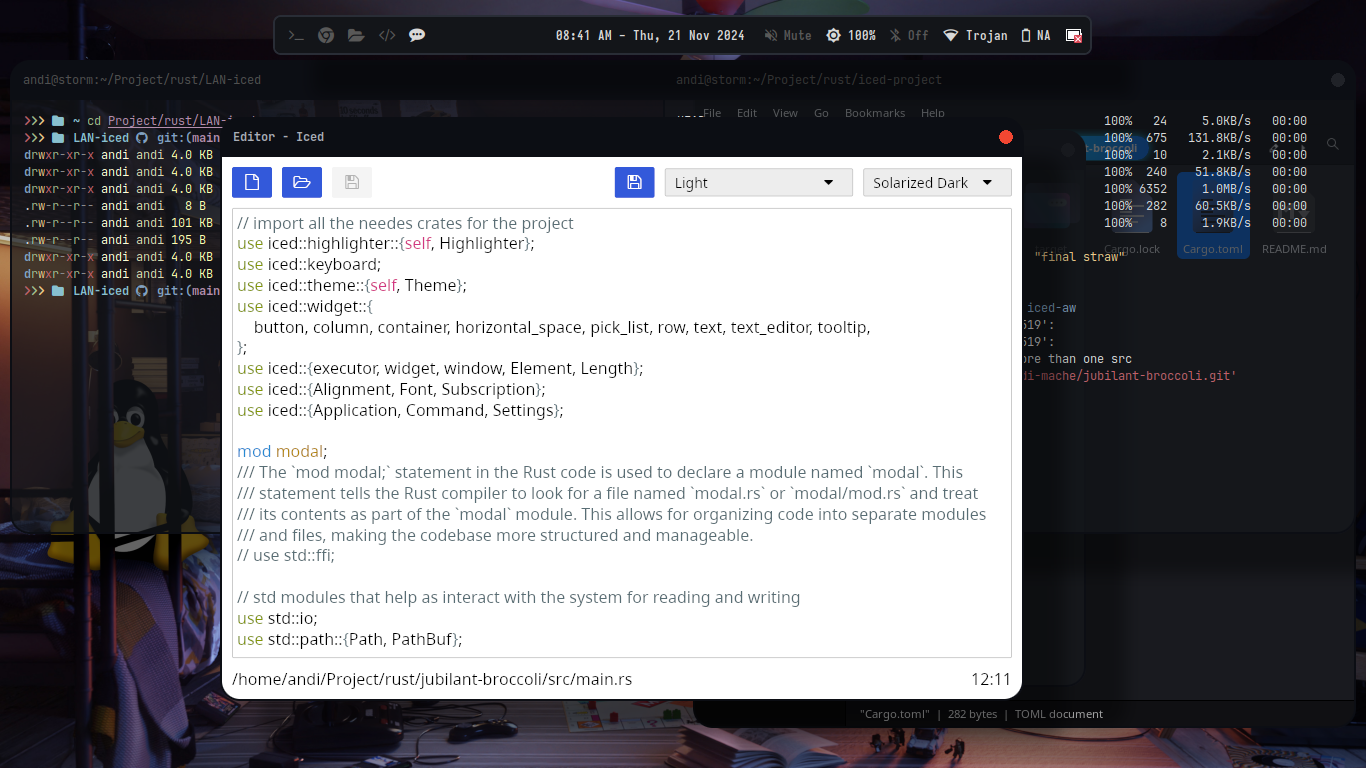 08:41 AM – Thu, 21 Nov 2024 Mute 100% Off Trojan NA
andi@storm:~/Project/rust/LAN-iced
andi@storm:~/Project/rust/iced-project
File Edit View Go Bookmarks Help
>>> ~ cd Project/rust/LAN-i
>>> LAN-iced git:(main
drwxr-xr-x andi andi 4.0 KB
drwxr-xr-x andi andi 4.0 KB
drwxr-xr-x andi andi 4.0 KB
.rw-r--r-- andi andi 8 B
.rw-r--r-- andi andi 101 KB
.rw-r--r-- andi andi 195 B
drwxr-xr-x andi andi 4.0 KB
drwxr-xr-x andi andi 4.0 KB
>>> LAN-iced git:(main
Editor - Iced
Light Solarized Dark
// import all the needes crates for the project
use iced::highlighter::{self, Highlighter};
use iced::keyboard;
use iced::theme::{self, Theme};
use iced::widget::{
button, column, container, horizontal_space, pick_list, row, text, text_editor, tooltip,
};
use iced::{executor, widget, window, Element, Length};
use iced::{Alignment, Font, Subscription};
use iced::{Application, Command, Settings};
mod modal;
/// The `mod modal;` statement in the Rust code is used to declare a module named `modal`. This
/// statement tells the Rust compiler to look for a file named `modal.rs` or `modal/mod.rs` and treat
/// its contents as part of the `modal` module. This allows for organizing code into separate modules
/// and files, making the codebase more structured and manageable.
// use std::ffi;
// std modules that help as interact with the system for reading and writing
use std::io;
use std::path::{Path, PathBuf};
/home/andi/Project/rust/jubilant-broccoli/src/main.rs 12:11
100% 24 5.0KB/s 00:00
100% 675 131.8KB/s 00:00
100% 10 2.1KB/s 00:00
100% 240 51.8KB/s 00:00
100% 6352 1.0MB/s 00:00
100% 282 60.5KB/s 00:00
100% 8 1.9KB/s 00:00
t-broccoli
Cargo.lock Cargo.toml README.md
"final straw"
iced-aw
519':
519':
ore than one src
di-mache/jubilant-broccoli.git'
"Cargo.toml" | 282 bytes | TOML document